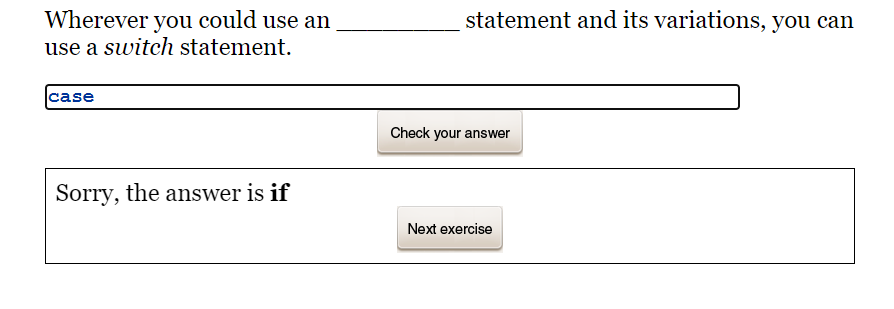 Wherever you could use an ________ statement and its variations, you can
use a switch statement.
case
Check your answer
Sorry, the answer is if
Next exercise